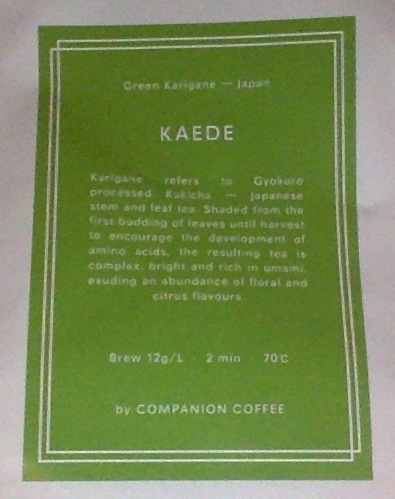 Green Karigane — Japan
KAEDE
Karigane refers to Gyokuro
processed Kukicha — Japanese
stem and leaf tea. Shaded from the
first budding of leaves until harvest
to encourage the development of
amino acids, the resulting tea is
complex, bright and rich in umami,
exuding an abundance of floral and
citrus flavours
Brew 12g/L · 2 min · 70℃
by COMPANION COFFEE